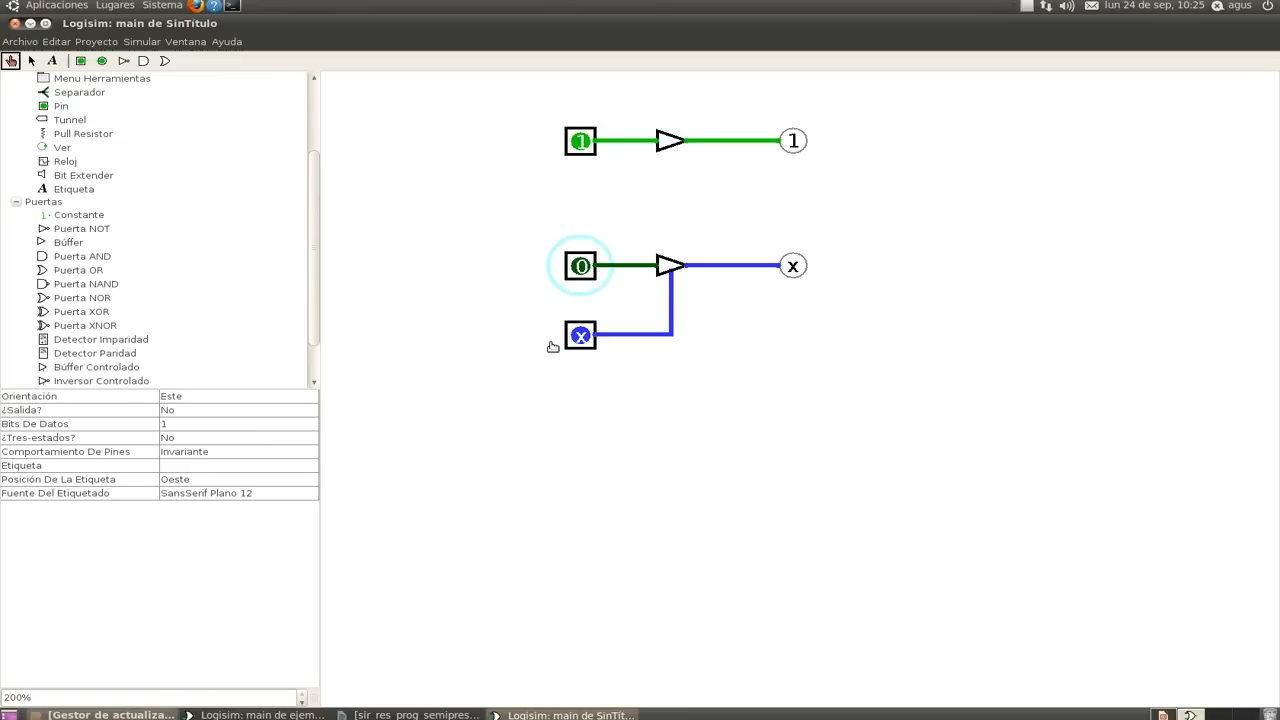 Aplicaciones Lugares Sistema lun 24 de sep, 10:25 agus
Logisim: main de SinTítulo
Archivo Editar Proyecto Simular Ventana Ayuda
A
Menu Herramientas
Separador
Pin
Tunnel
Pull Resistor
Ver
Reloj
Bit Extender
A Etiqueta
Puertas
1 Constante
Puerta NOT
Búffer
Puerta AND
Puerta OR
Puerta NAND
Puerta NOR
Puerta XOR
Puerta XNOR
Detector Imparidad
Detector Paridad
Búffer Controlado
Inversor Controlado
Orientación Este
¿Salida? No
Bits De Datos 1
¿Tres-estados? No
Comportamiento De Pines Invariante
Etiqueta
Posición De La Etiqueta Oeste
Fuente Del Etiquetado SansSerif Plano 12
1 1
0 x
x
200%
[Gestor de actualiza... Logisim: main de ejem... [sir_res_prog_semipres... Logisim: main de SinTít...